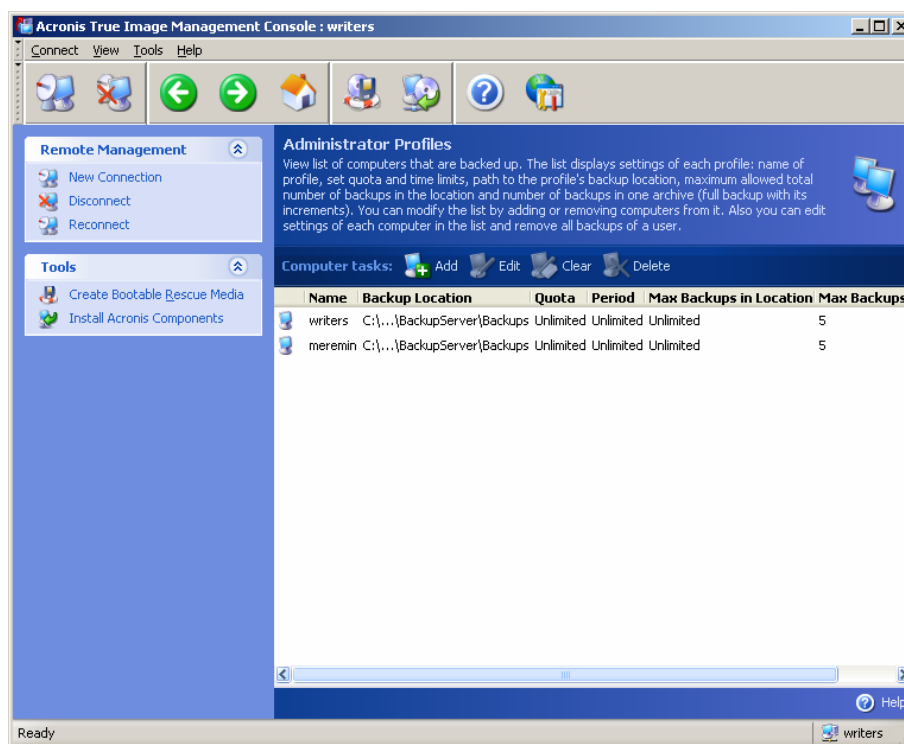 Acronis True Image Management Console : writers
Connect View Tools Help
Remote Management
New Connection
Disconnect
Reconnect
Tools
Create Bootable Rescue Media
Install Acronis Components
Administrator Profiles
View list of computers that are backed up. The list displays settings of each profile: name of
profile, set quota and time limits, path to the profile's backup location, maximum allowed total
number of backups in the location and number of backups in one archive (full backup with its
increments). You can modify the list by adding or removing computers from it. Also you can edit
settings of each computer in the list and remove all backups of a user.
Computer tasks: Add Edit Clear Delete
Name Backup Location Quota Period Max Backups in Location Max Backups
writers C:\...\BackupServer\Backups Unlimited Unlimited Unlimited 5
meremin C:\...\BackupServer\Backups Unlimited Unlimited Unlimited 5
Help
Ready writers